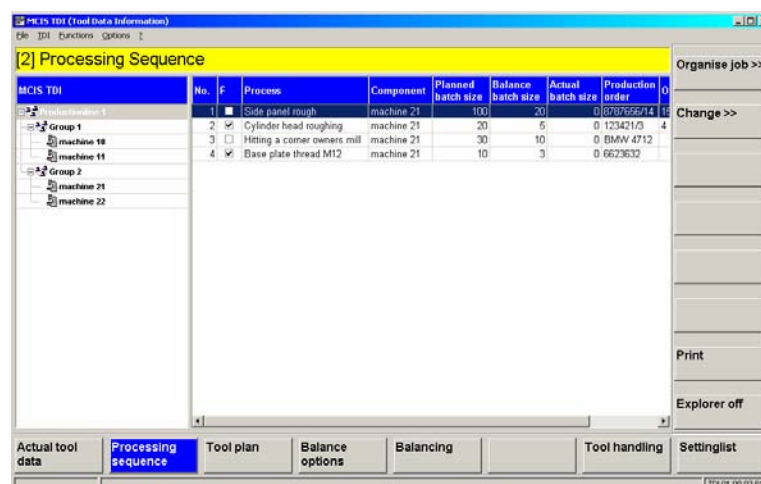 MCIS TDI (Tool Data Information)
File TDI Functions Options ?
[2] Processing Sequence
Organise job >>
MCIS TDI
No. F Process Component Planned batch size Balance batch size Actual batch size Production order O
Productionline 1
1 Side panel rough machine 21 100 20 0 8787656/14 15
Change >>
Group 1
2 Cylinder head roughing machine 21 20 5 0 123421/3 4
machine 10
3 Hitting a corner owners mill machine 21 30 10 0 BMW 4712
machine 11
4 Base plate thread M12 machine 21 10 3 0 6623632
Group 2
machine 21
machine 22
Print
Explorer off
Actual tool data
Processing sequence
Tool plan
Balance options
Balancing
Tool handling
Settinglist